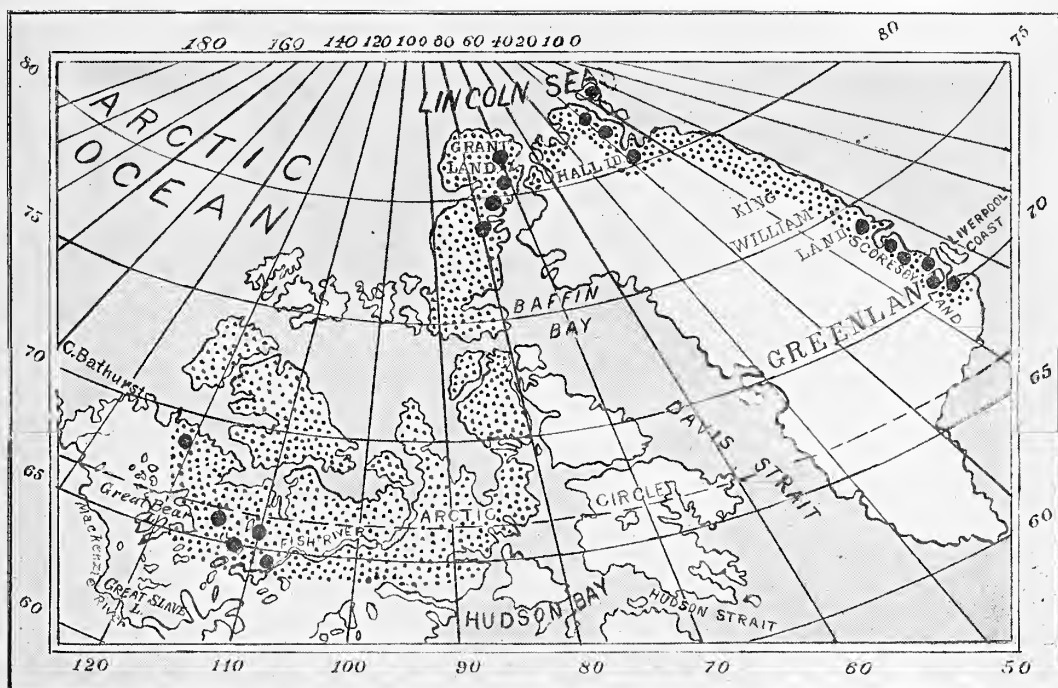 180 160 140 120 100 80 60 40 20 10 0
80
75
80
ARCTIC
OCEAN
LINCOLN SEA
GRANT
LAND
HALL LD
KING
WILLIAM
LAND
LIVERPOOL
COAST
SCORESBY LAND
75
70
BAFFIN
BAY
GREENLAND
70
C. Bathurst
65
DAVIS
STRAIT
65
Great Bear
L.
ARCTIC
CIRCLE
FISH RIVER
60
Mackenzie
River
GREAT SLAVE
L.
HUDSON BAY
HUDSON STRAIT
60
120 110 100 90 80 70 60 50